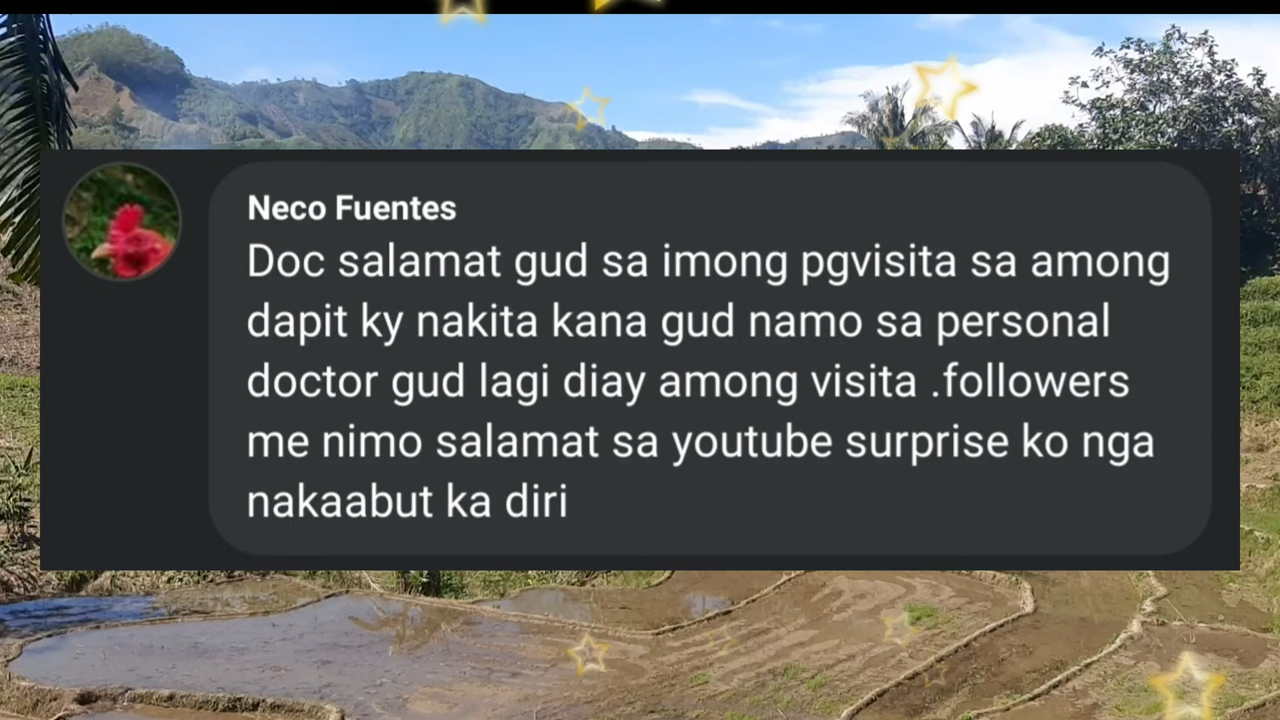 Neco Fuentes
Doc salamat gud sa imong pgvisita sa among
dapit ky nakita kana gud namo sa personal
doctor gud lagi diay among visita .followers
me nimo salamat sa youtube surprise ko nga
nakaabut ka diri